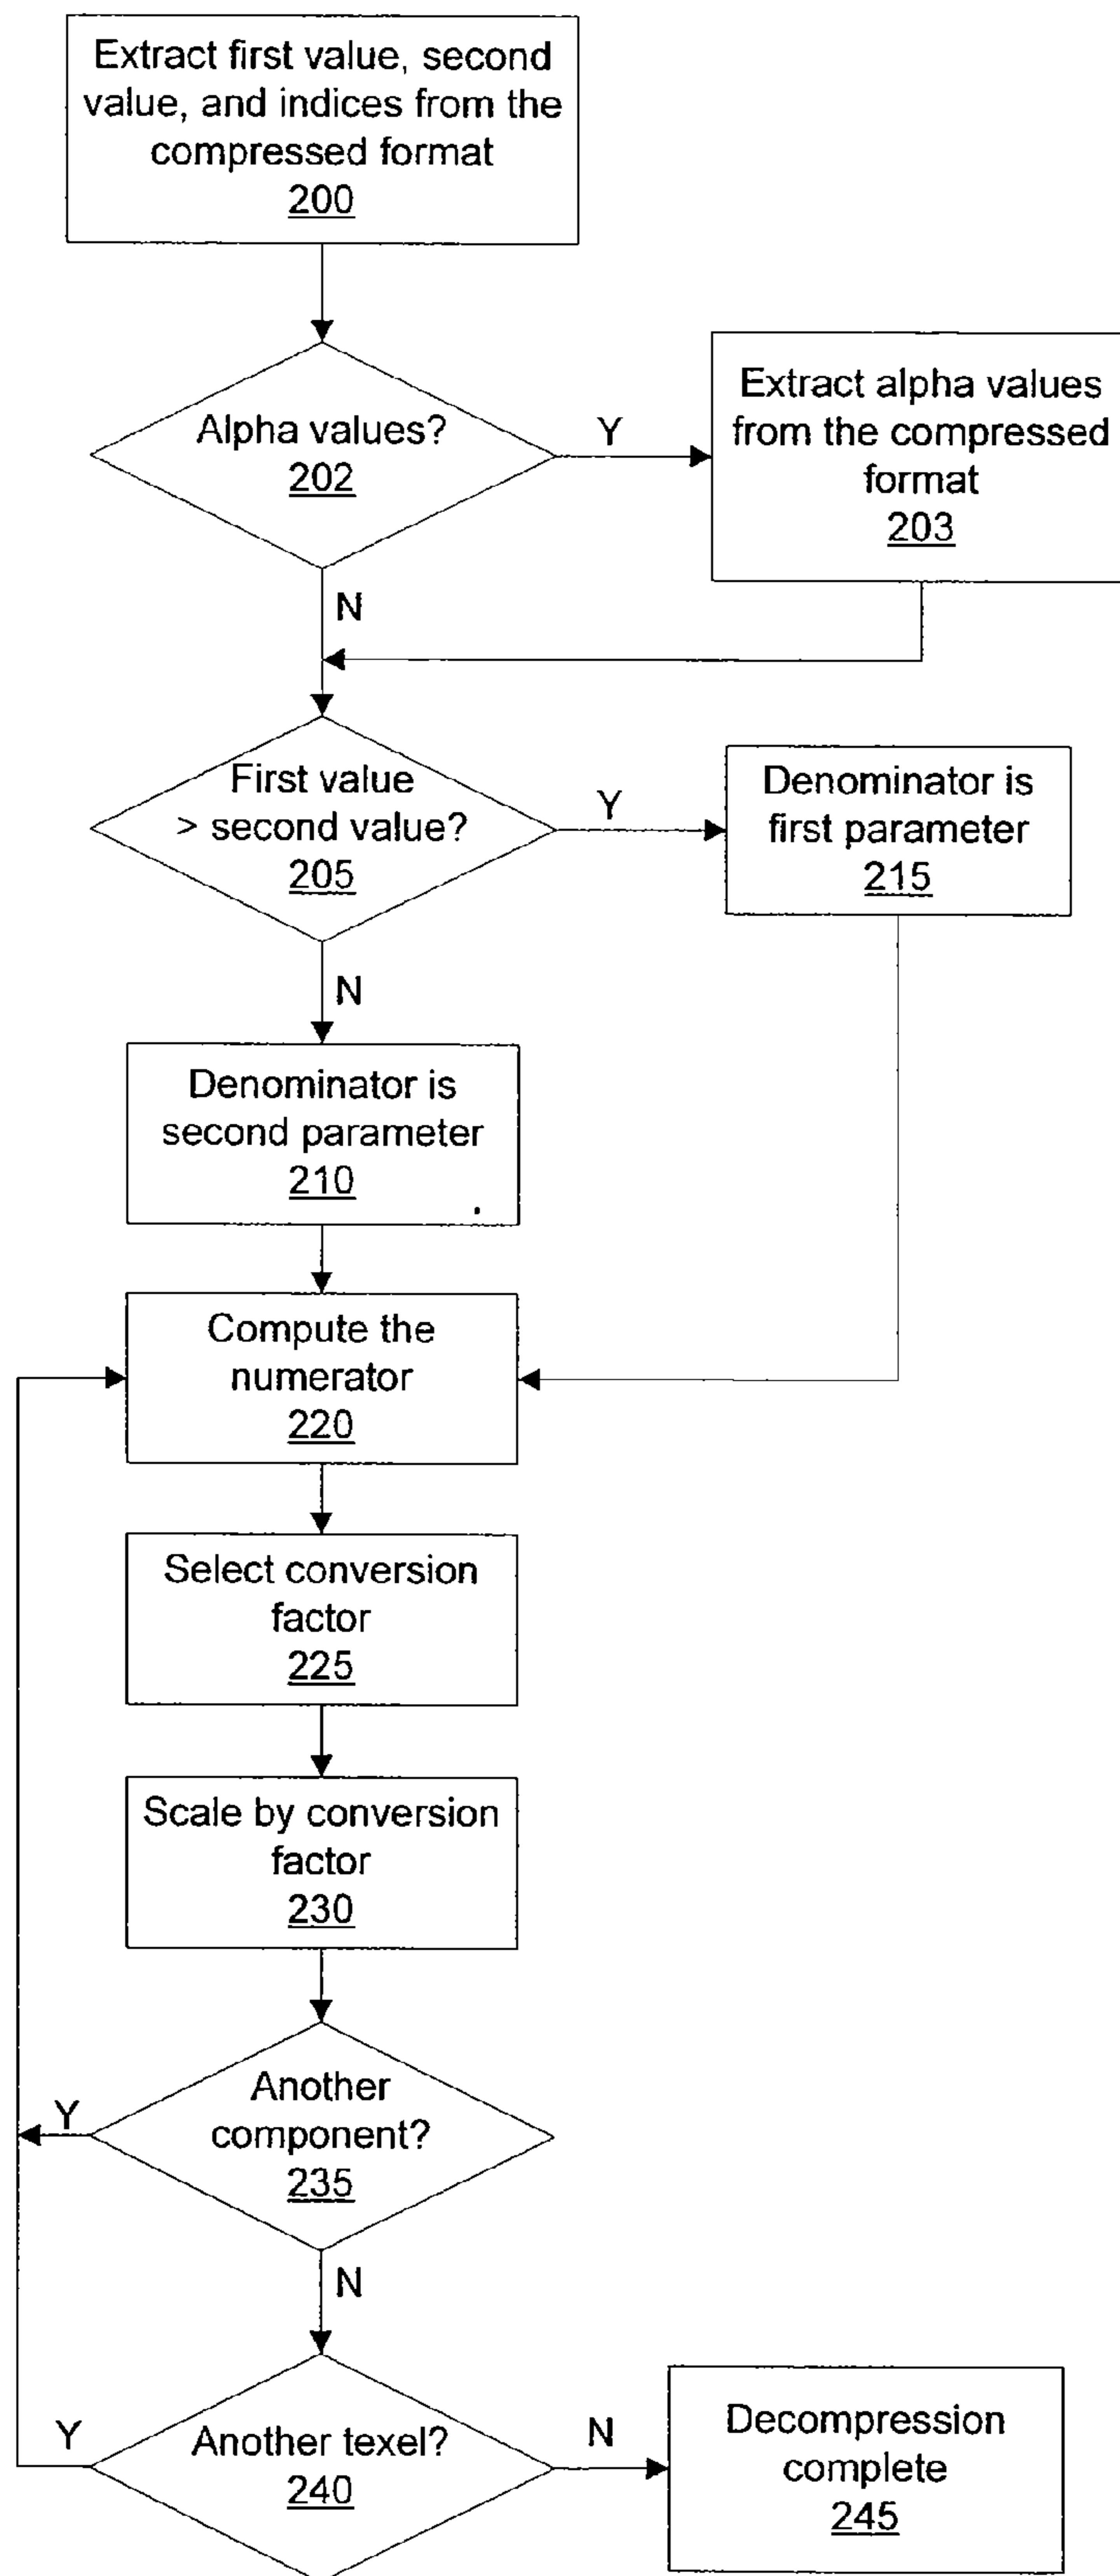 Extract first value, second
value, and indices from the
compressed format
200
Alpha values?
202
Y
Extract alpha values
from the compressed
format
203
N
First value
> second value?
205
Y
Denominator is
first parameter
215
N
Denominator is
second parameter
210
Compute the
numerator
220
Select conversion
factor
225
Scale by conversion
factor
230
Another
component?
235
Y
N
Another texel?
240
Y
N
Decompression
complete
245